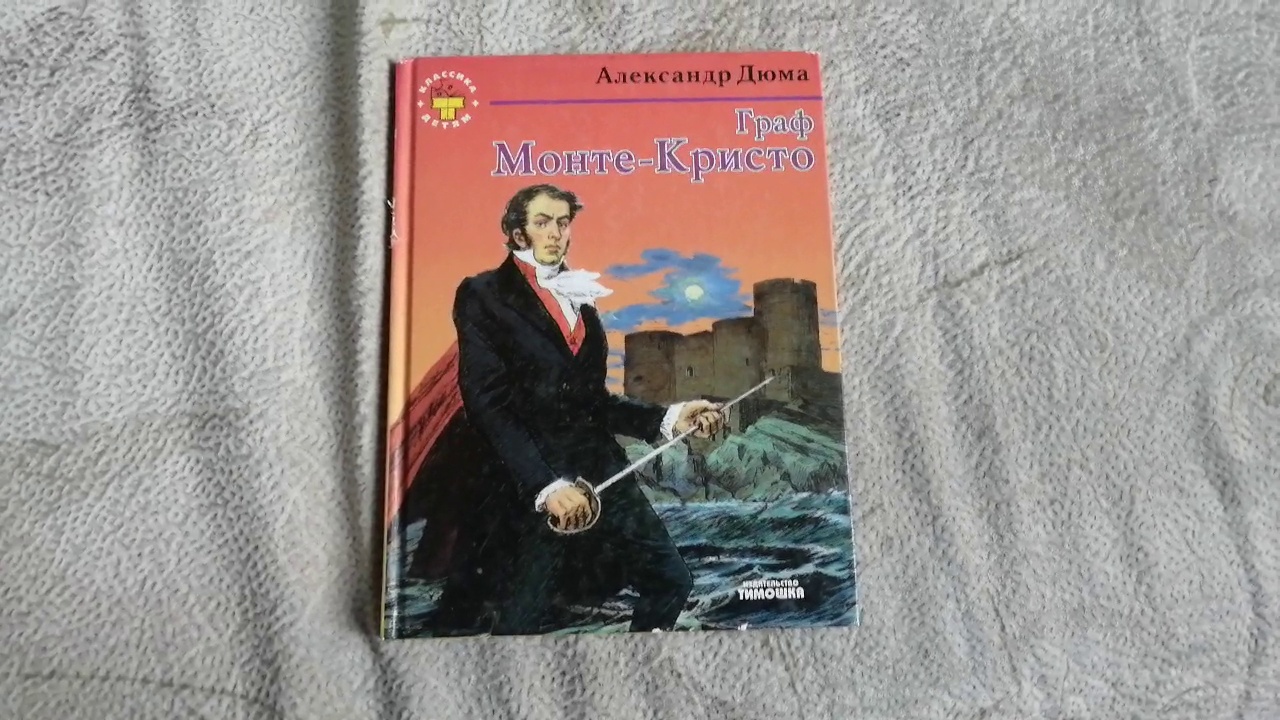 КЛАССИКА
ДЕТЯМ
Александр Дюма
Граф
Монте-Кристо
ИЗДАТЕЛЬСТВО
ТИМОШКА